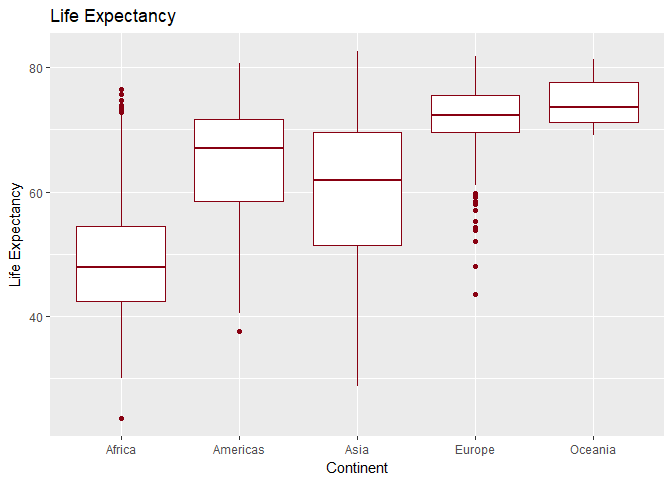 Life Expectancy
80
60
40
Life Expectancy
Africa Americas Asia Europe Oceania
Continent